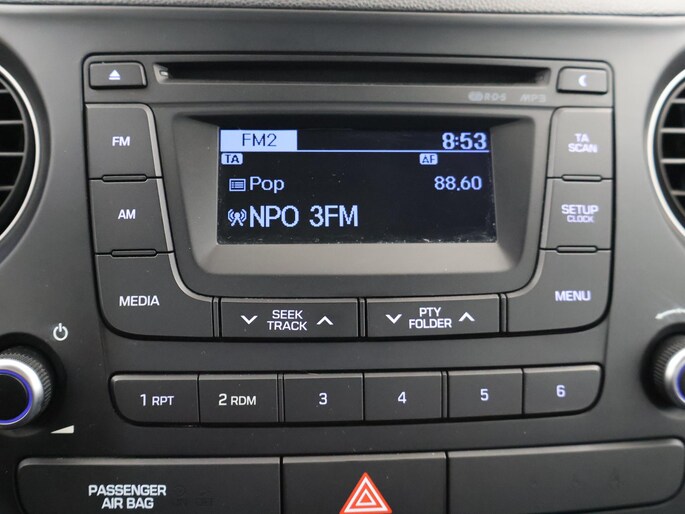 RDS MP3
FM2 8:53
TA AF
Pop 88.60
NPO 3FM
FM
AM
MEDIA
TA
SCAN
SETUP
CLOCK
MENU
SEEK
TRACK
PTY
FOLDER
1 RPT 2 RDM 3 4 5 6
PASSENGER
AIR BAG